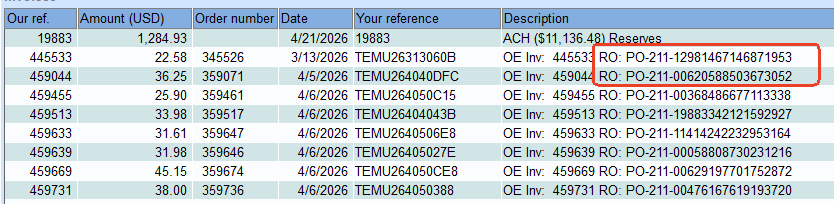 Our ref. Amount (USD) Order number Date Your reference Description
19883 1,284.93 4/21/2026 19883 ACH ($11,136.48) Reserves
445533 22.58 345526 3/13/2026 TEMU26313060B OE Inv: 445533 RO: PO-211-12981467146871953
459044 36.25 359071 4/5/2026 TEMU264040DFC OE Inv: 459044 RO: PO-211-00620588503673052
459455 25.90 359461 4/6/2026 TEMU264050C15 OE Inv: 459455 RO: PO-211-00368486677113338
459513 33.98 359517 4/6/2026 TEMU26404043B OE Inv: 459513 RO: PO-211-19883342121592927
459633 31.61 359647 4/6/2026 TEMU2640506E8 OE Inv: 459633 RO: PO-211-11414242232953164
459639 31.98 359646 4/6/2026 TEMU26405027E OE Inv: 459639 RO: PO-211-00058808730231216
459669 45.15 359674 4/6/2026 TEMU264050CE8 OE Inv: 459669 RO: PO-211-00629197701752872
459731 38.00 359736 4/6/2026 TEMU264050388 OE Inv: 459731 RO: PO-211-00476167619193720